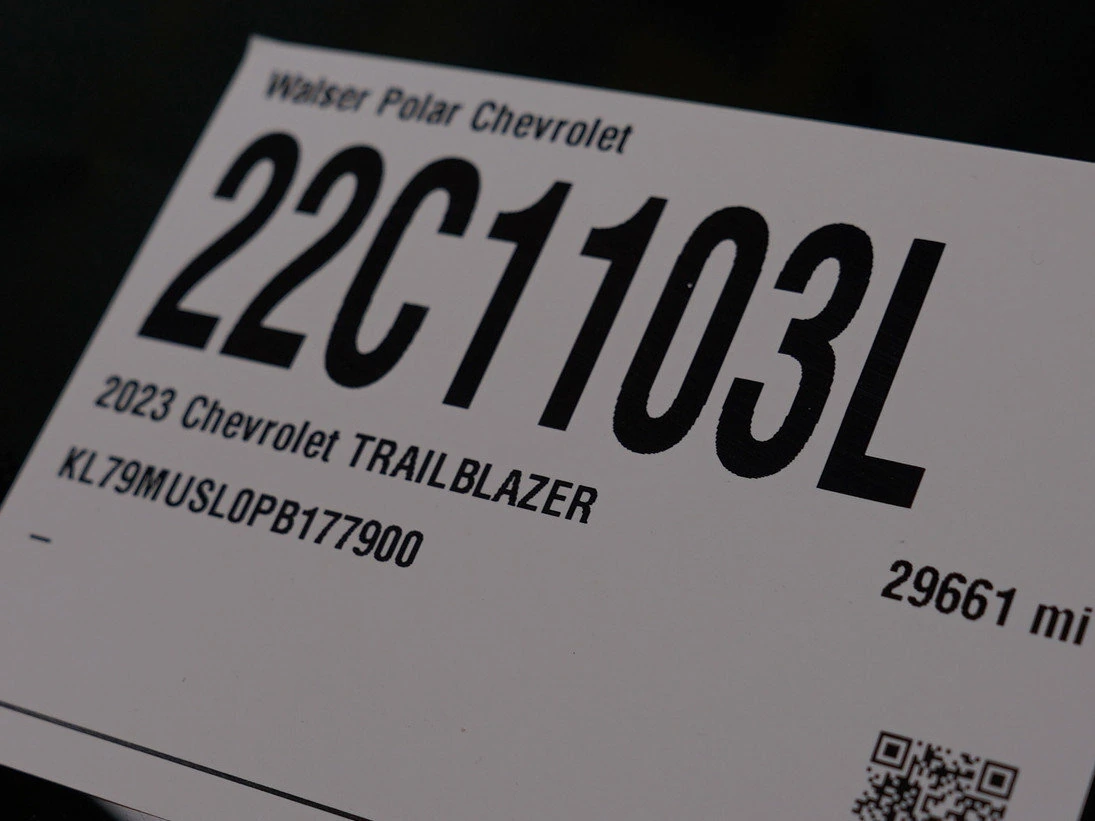 Walser Polar Chevrolet
22C1103L
2023 Chevrolet TRAILBLAZER
KL79MUSL0PB177900
–
29661 mi